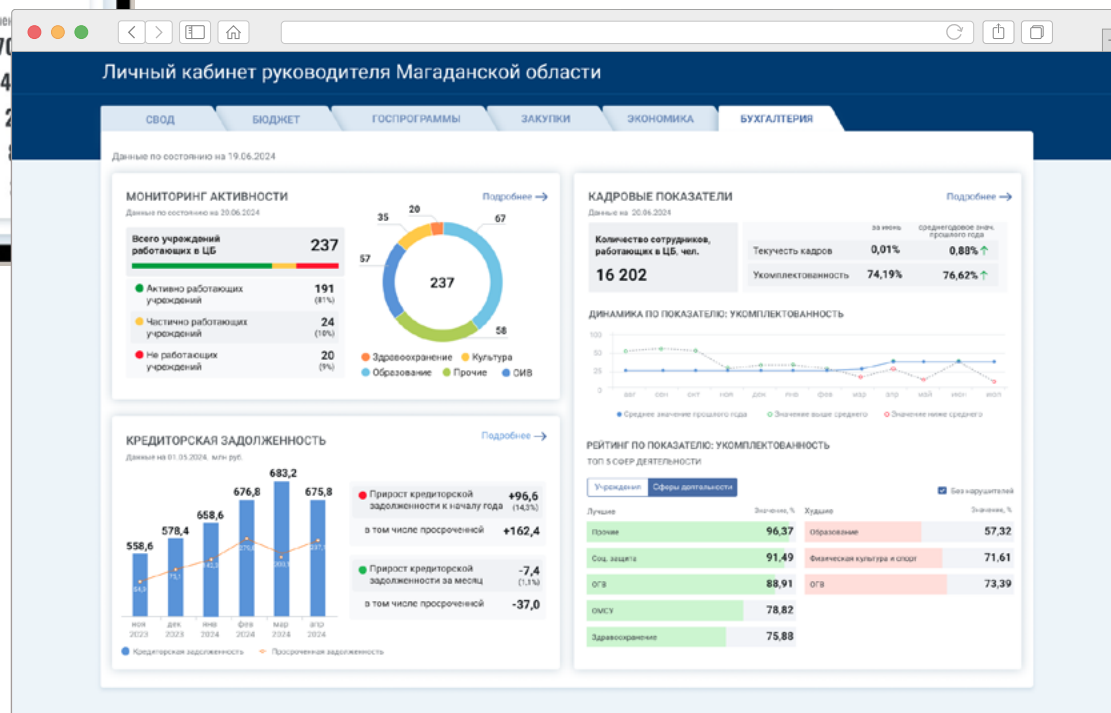 Личный кабинет руководителя Магаданской области
СВОД
БЮДЖЕТ
ГОСПРОГРАММЫ
ЗАКУПКИ
ЭКОНОМИКА
БУХГАЛТЕРИЯ
Данные по состоянию на 19.06.2024
МОНИТОРИНГ АКТИВНОСТИ
Подробнее →
Данные по состоянию на 20.06.2024
Всего учреждений
работающих в ЦБ
237
Активно работающих
учреждений
191
(81%)
Частично работающих
учреждений
24
(10%)
Не работающих
учреждений
20
(9%)
35
20
67
57
237
58
Здравоохранение
Культура
Образование
Прочие
ОИВ
КРЕДИТОРСКАЯ ЗАДОЛЖЕННОСТЬ
Подробнее →
Данные на 01.05.2024, млн руб.
558,6
578,4
658,6
676,8
683,2
675,8
ноя
2023
дек
2023
янв
2024
фев
2024
мар
2024
апр
2024
Кредиторская задолженность
Просроченная задолженность
Прирост кредиторской
задолженности к началу года
+96,6
(14,3%)
в том числе просроченной
+162,4
Прирост кредиторской
задолженности за месяц
-7,4
(1,1%)
в том числе просроченной
-37,0
КАДРОВЫЕ ПОКАЗАТЕЛИ
Подробнее →
Данные на 20.06.2024
Количество сотрудников,
работающих в ЦБ, чел.
16 202
за июнь
среднегодовое знач.
прошлого года
Текучесть кадров
0,01%
0,88% ↑
Укомплектованность
74,19%
76,62% ↑
ДИНАМИКА ПО ПОКАЗАТЕЛЮ: УКОМПЛЕКТОВАННОСТЬ
100
50
25
0
авг
сен
окт
ноя
дек
янв
фев
мар
апр
май
июн
июл
Среднее значение прошлого года
Значение выше среднего
Значение ниже среднего
РЕЙТИНГ ПО ПОКАЗАТЕЛЮ: УКОМПЛЕКТОВАННОСТЬ
ТОП 5 СФЕР ДЕЯТЕЛЬНОСТИ
Учреждения
Сферы деятельности
Без нарушителей
Лучшие
Значение, %
Прочие
96,37
Соц. защита
91,49
ОГВ
88,91
ОМСУ
78,82
Здравоохранение
75,88
Худшие
Значение, %
Образование
57,32
Физическая культура и спорт
71,61
ОГВ
73,39